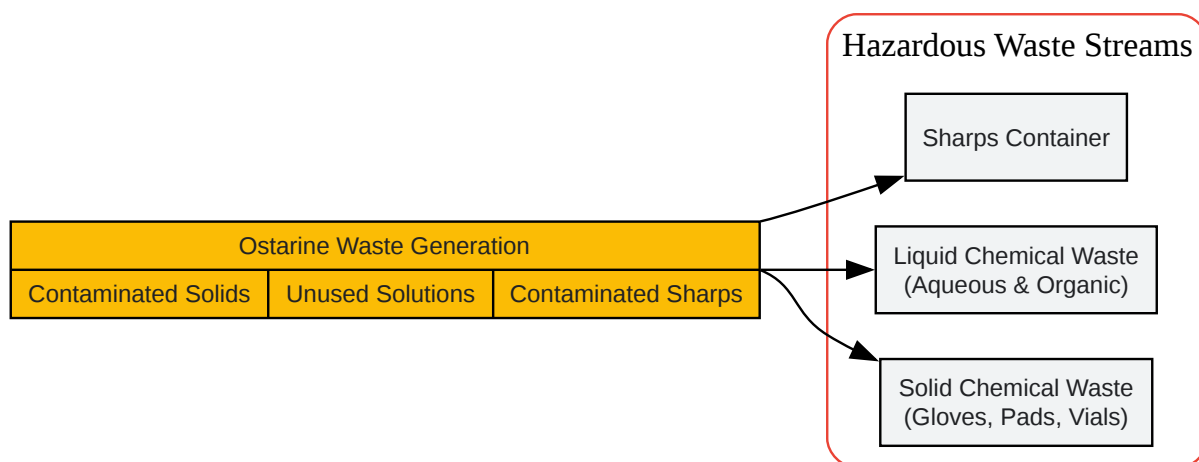 Hazardous Waste Streams
Sharps Container
Ostarine Waste Generation
Contaminated Solids
Unused Solutions
Contaminated Sharps
Liquid Chemical Waste
(Aqueous & Organic)
Solid Chemical Waste
(Gloves, Pads, Vials)